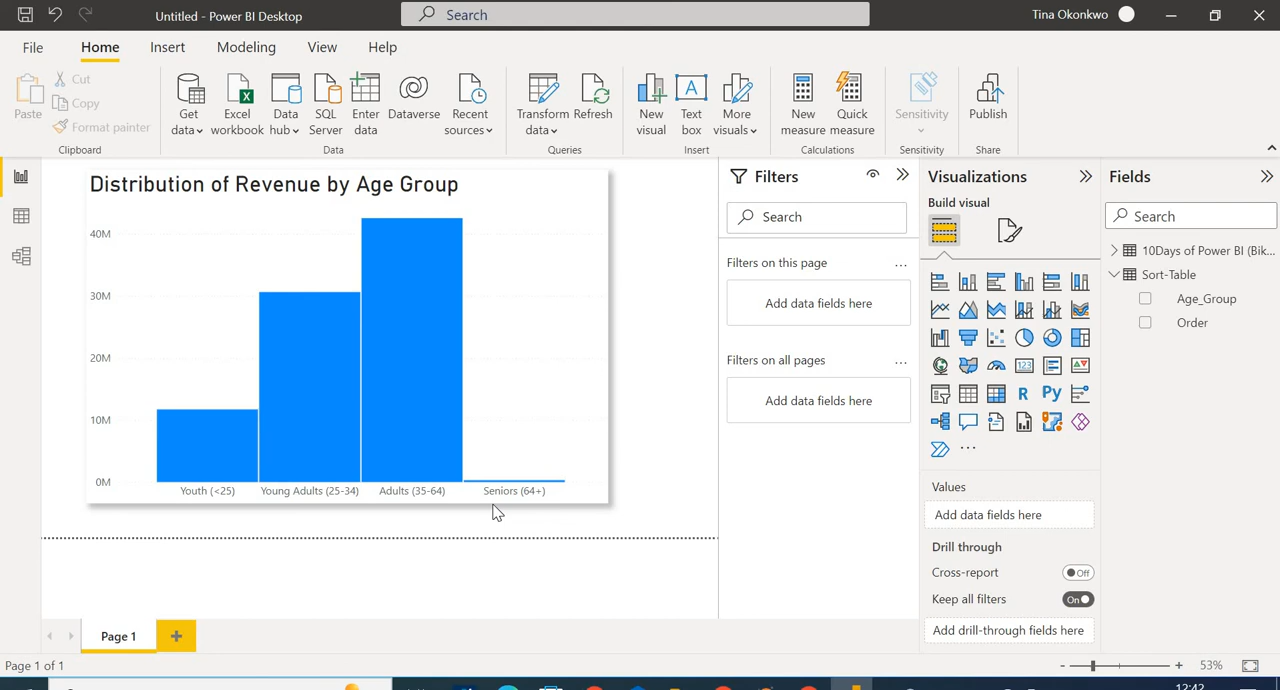 Untitled - Power BI Desktop
Search
Tina Okonkwo
File
Home
Insert
Modeling
View
Help
Paste
Cut
Copy
Format painter
Clipboard
Get data
Excel workbook
Data hub
SQL Server
Enter data
Dataverse
Recent sources
Data
Transform data
Refresh
Queries
New visual
Text box
A
More visuals
Insert
New measure
Quick measure
Calculations
Sensitivity
Sensitivity
Publish
Share
Distribution of Revenue by Age Group
40M
30M
20M
10M
0M
Youth (<25)
Young Adults (25-34)
Adults (35-64)
Seniors (64+)
Filters
Search
Filters on this page
...
Add data fields here
Filters on all pages
...
Add data fields here
Visualizations
Build visual
123
R
Py
...
Values
Add data fields here
Drill through
Cross-report
Off
Keep all filters
On
Add drill-through fields here
Fields
Search
10Days of Power BI (Bik...
Sort-Table
Age_Group
Order
Page 1
+
Page 1 of 1
-
+
53%
12:42